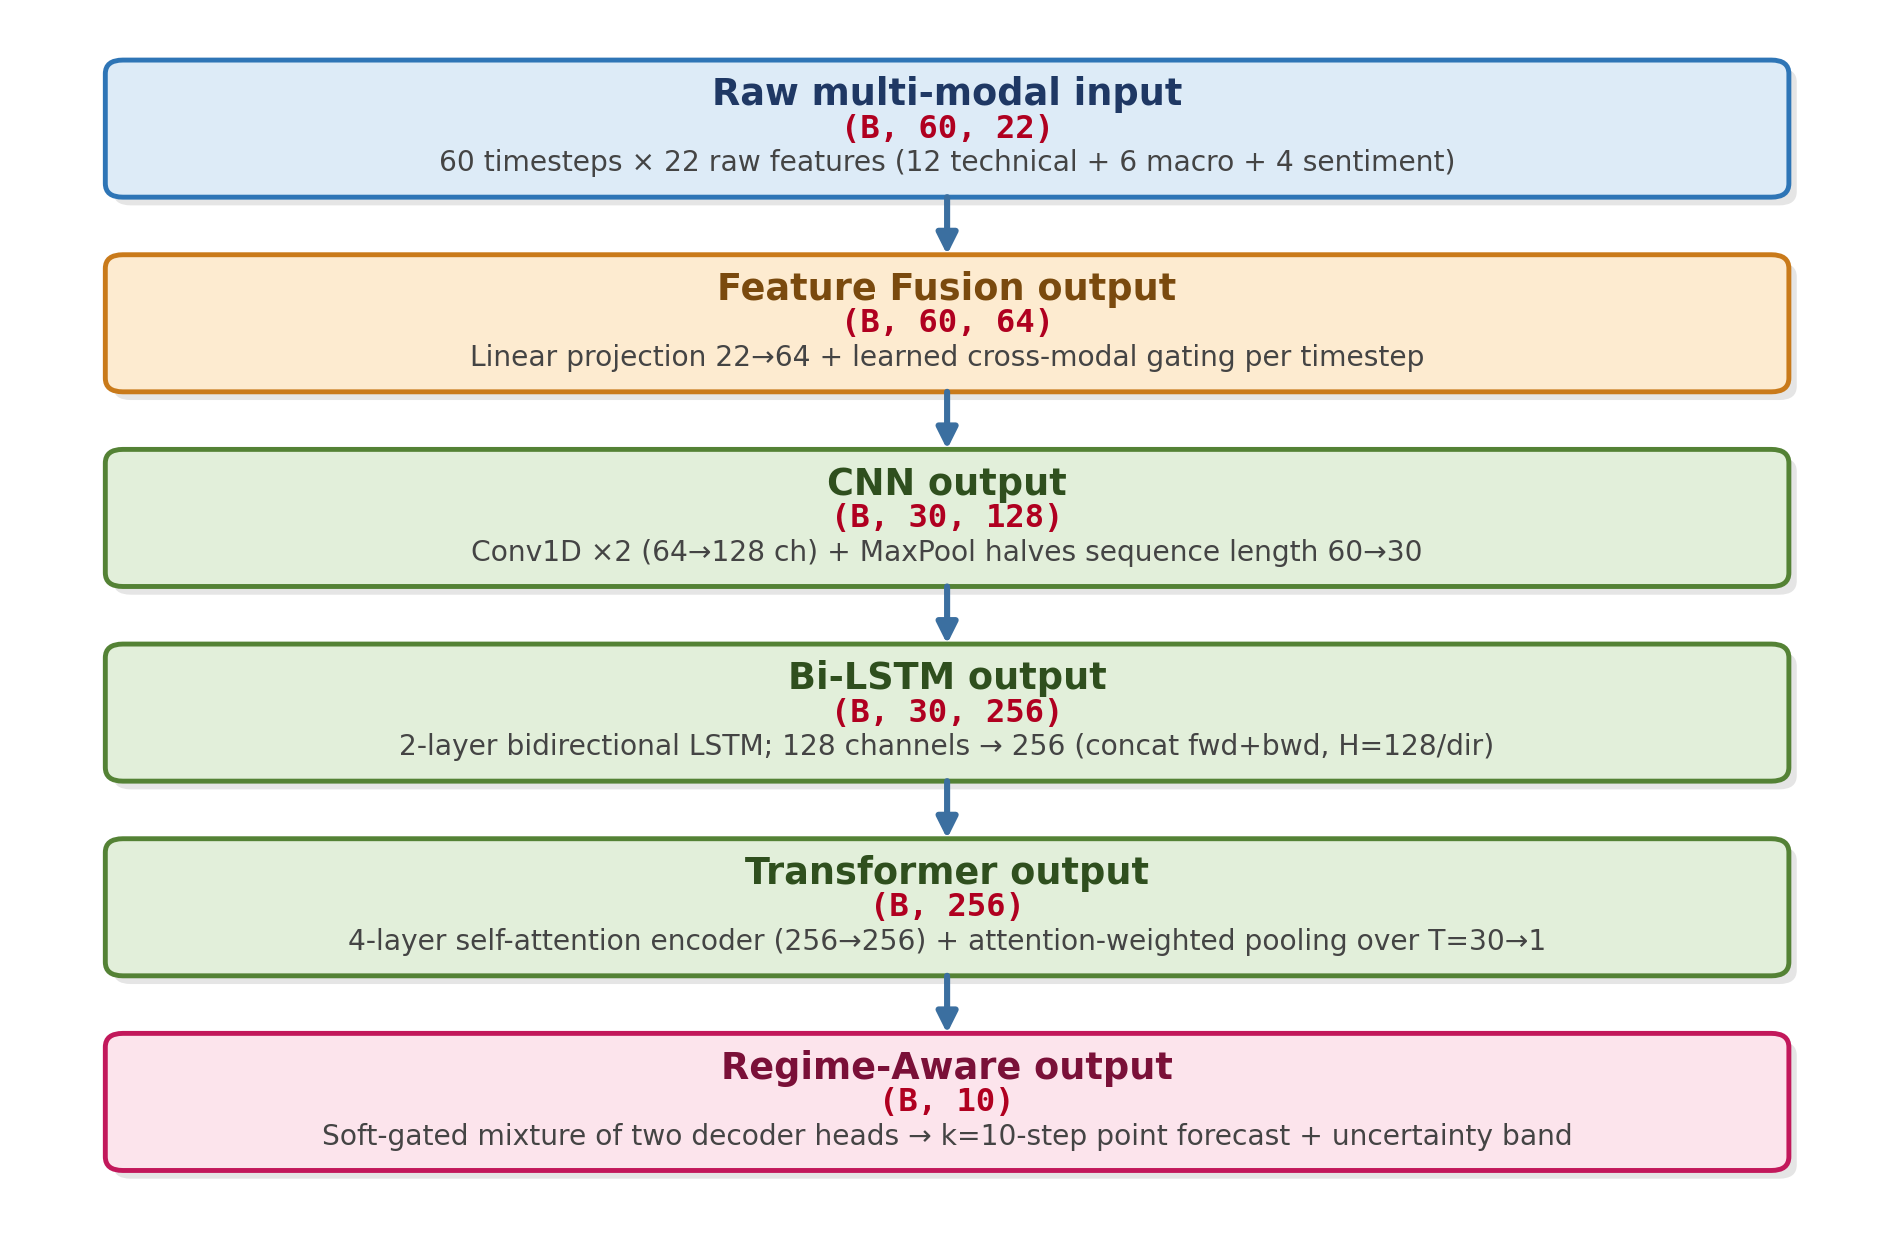 Raw multi-modal input
(B, 60, 22)
60 timesteps × 22 raw features (12 technical + 6 macro + 4 sentiment)
Feature Fusion output
(B, 60, 64)
Linear projection 22→64 + learned cross-modal gating per timestep
CNN output
(B, 30, 128)
Conv1D ×2 (64→128 ch) + MaxPool halves sequence length 60→30
Bi-LSTM output
(B, 30, 256)
2-layer bidirectional LSTM; 128 channels → 256 (concat fwd+bwd, H=128/dir)
Transformer output
(B, 256)
4-layer self-attention encoder (256→256) + attention-weighted pooling over T=30→1
Regime-Aware output
(B, 10)
Soft-gated mixture of two decoder heads → k=10-step point forecast + uncertainty band